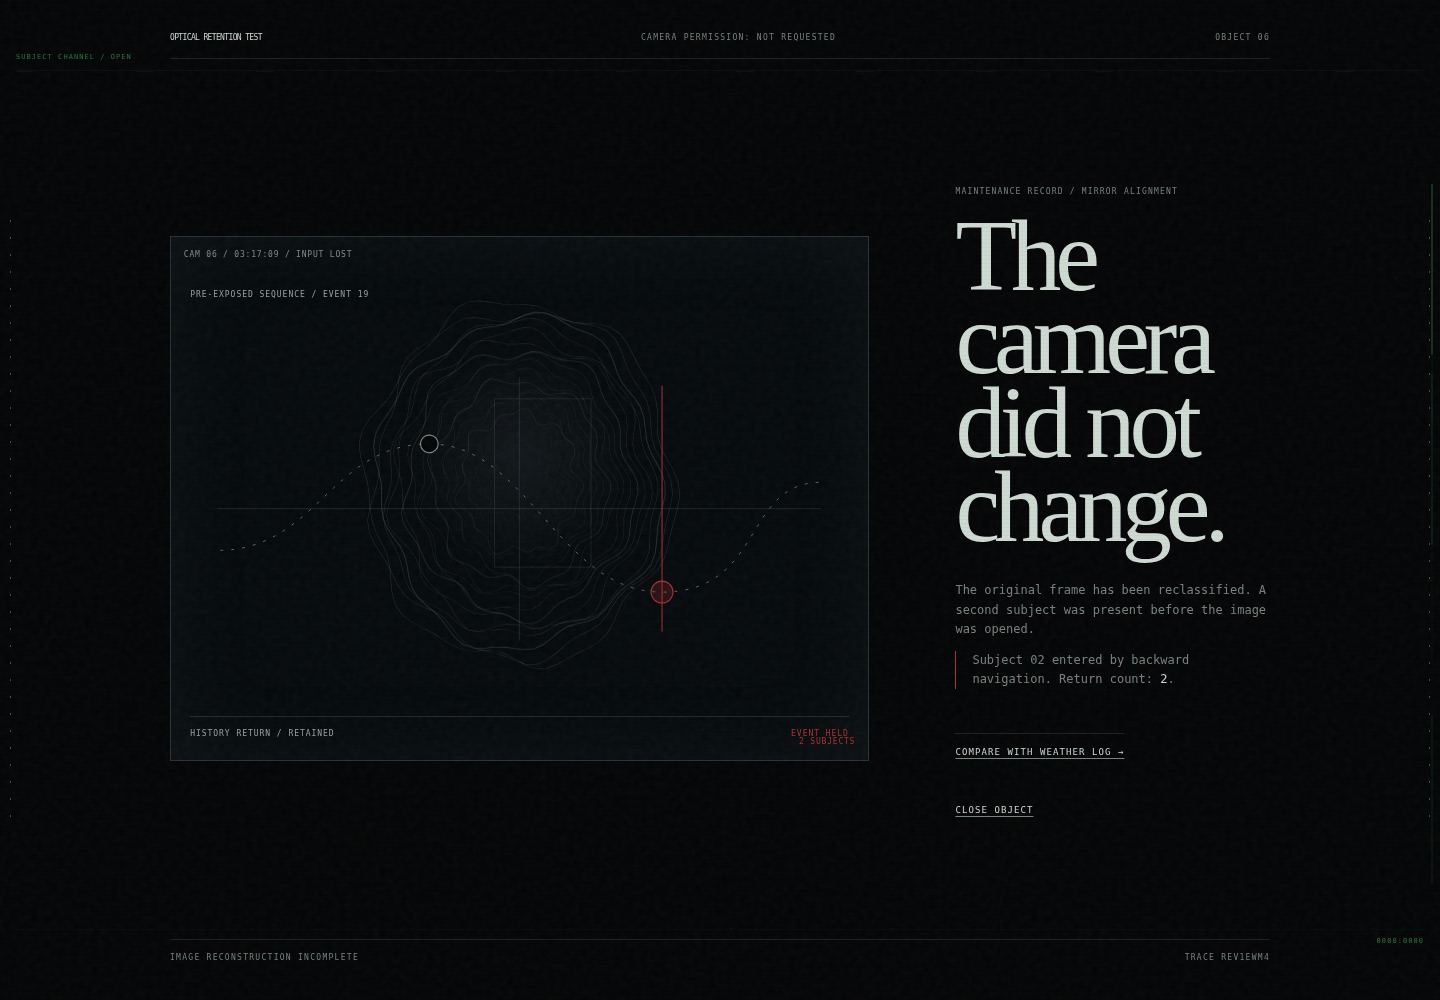 OPTICAL RETENTION TEST
CAMERA PERMISSION: NOT REQUESTED
OBJECT 06
SUBJECT CHANNEL / OPEN
CAM 06 / 03:17:09 / INPUT LOST
PRE-EXPOSED SEQUENCE / EVENT 19
HISTORY RETURN / RETAINED
EVENT HELD
2 SUBJECTS
MAINTENANCE RECORD / MIRROR ALIGNMENT
The
camera
did not
change.
The original frame has been reclassified. A
second subject was present before the image
was opened.
Subject 02 entered by backward
navigation. Return count: 2.
COMPARE WITH WEATHER LOG →
CLOSE OBJECT
0000:0000
IMAGE RECONSTRUCTION INCOMPLETE
TRACE REV1EWM4